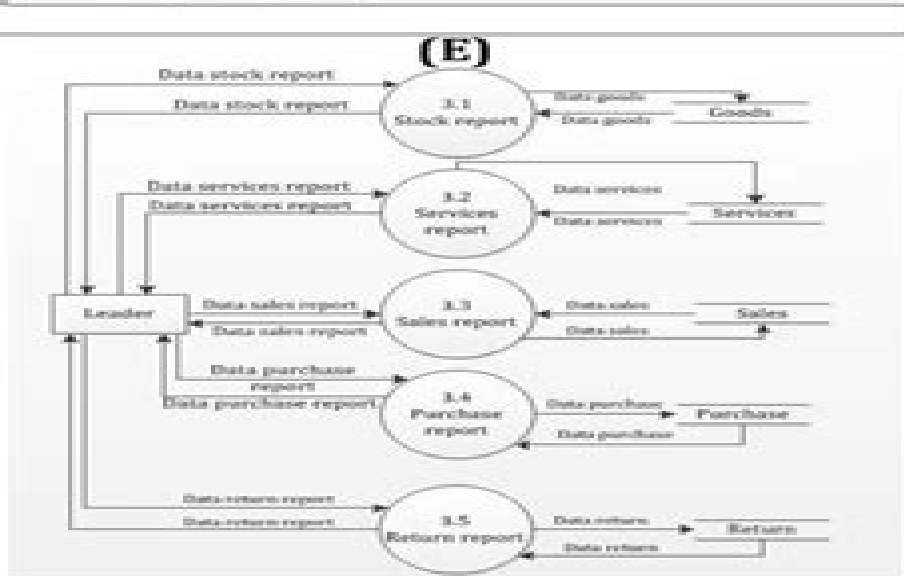 (E)
Data stock report
Data stock report
3.1
Stock report
Data goods
Data goods
Goods
Data services report
Data services report
3.2
Services
report
Data services
Data services
Services
Leader
Data sales report
Data sales report
3.3
Sales report
Data sales
Data sales
Sales
Data purchase
report
Data purchase report
3.4
Purchase
report
Data purchase
Data purchase
Purchase
Data return report
Data return report
3.5
Return report
Data return
Data return
Return